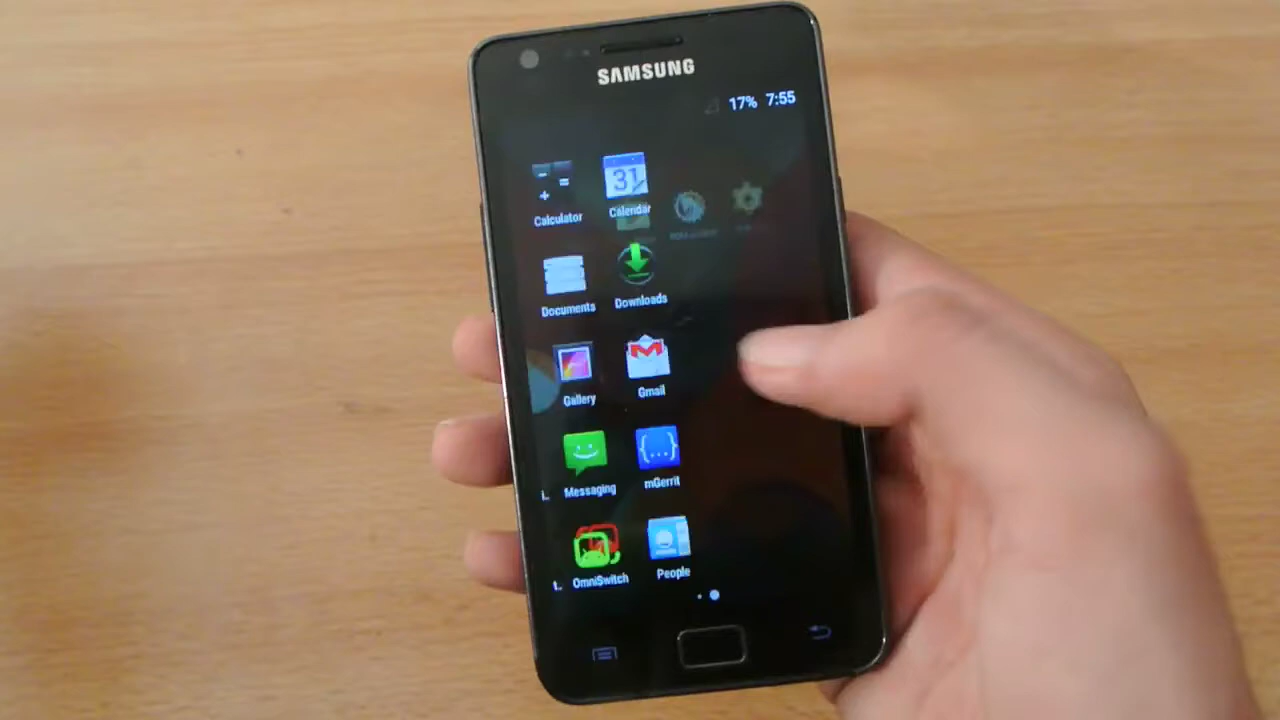 SAMSUNG
17% 7:55
31
Calculator Calendar
Documents Downloads
Gallery Gmail
Messaging mGerrit
OmniSwitch People